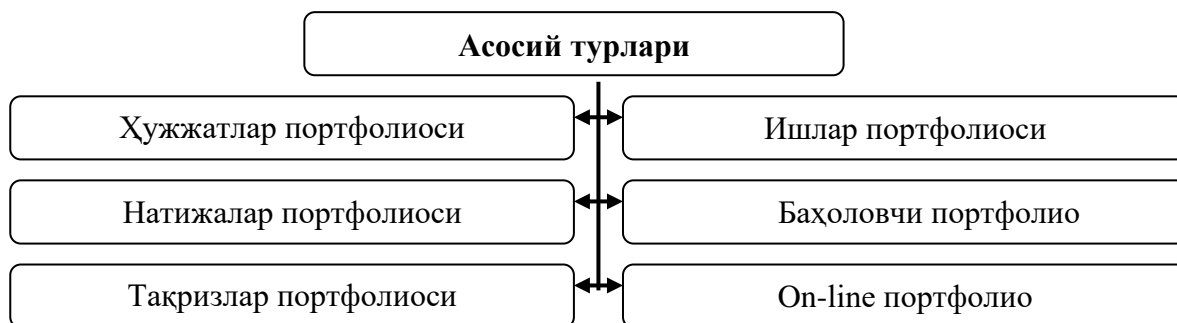 Асосий турлари
Ҳужжатлар портфолиоси
Ишлар портфолиоси
Натижалар портфолиоси
Баҳоловчи портфолио
Тақризлар портфолиоси
On-line портфолио